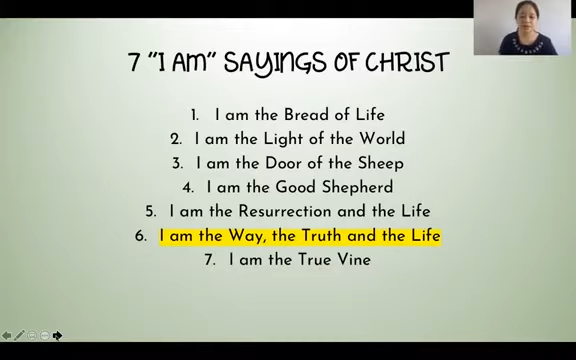 7 "I AM" SAYINGS OF CHRIST
1. I am the Bread of Life
2. I am the Light of the World
3. I am the Door of the Sheep
4. I am the Good Shepherd
5. I am the Resurrection and the Life
6. I am the Way, the Truth and the Life
7. I am the True Vine